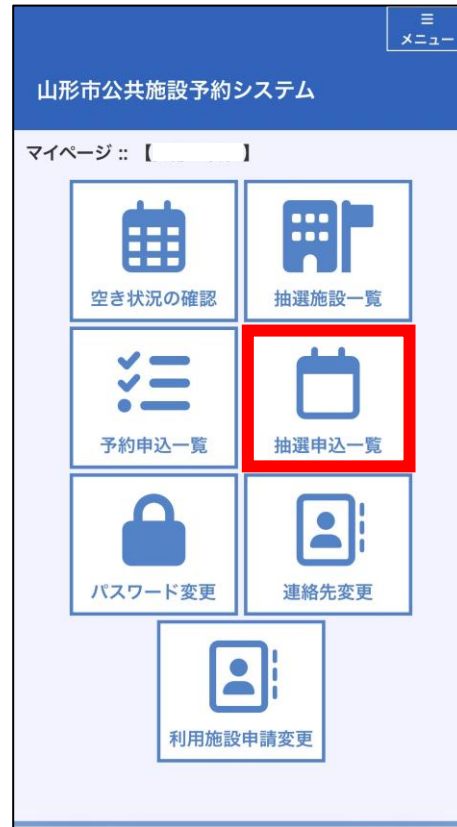 ≡
メニュー
山形市公共施設予約システム
マイページ :: 【 】
空き状況の確認
抽選施設一覧
予約申込一覧
抽選申込一覧
パスワード変更
連絡先変更
利用施設申請変更